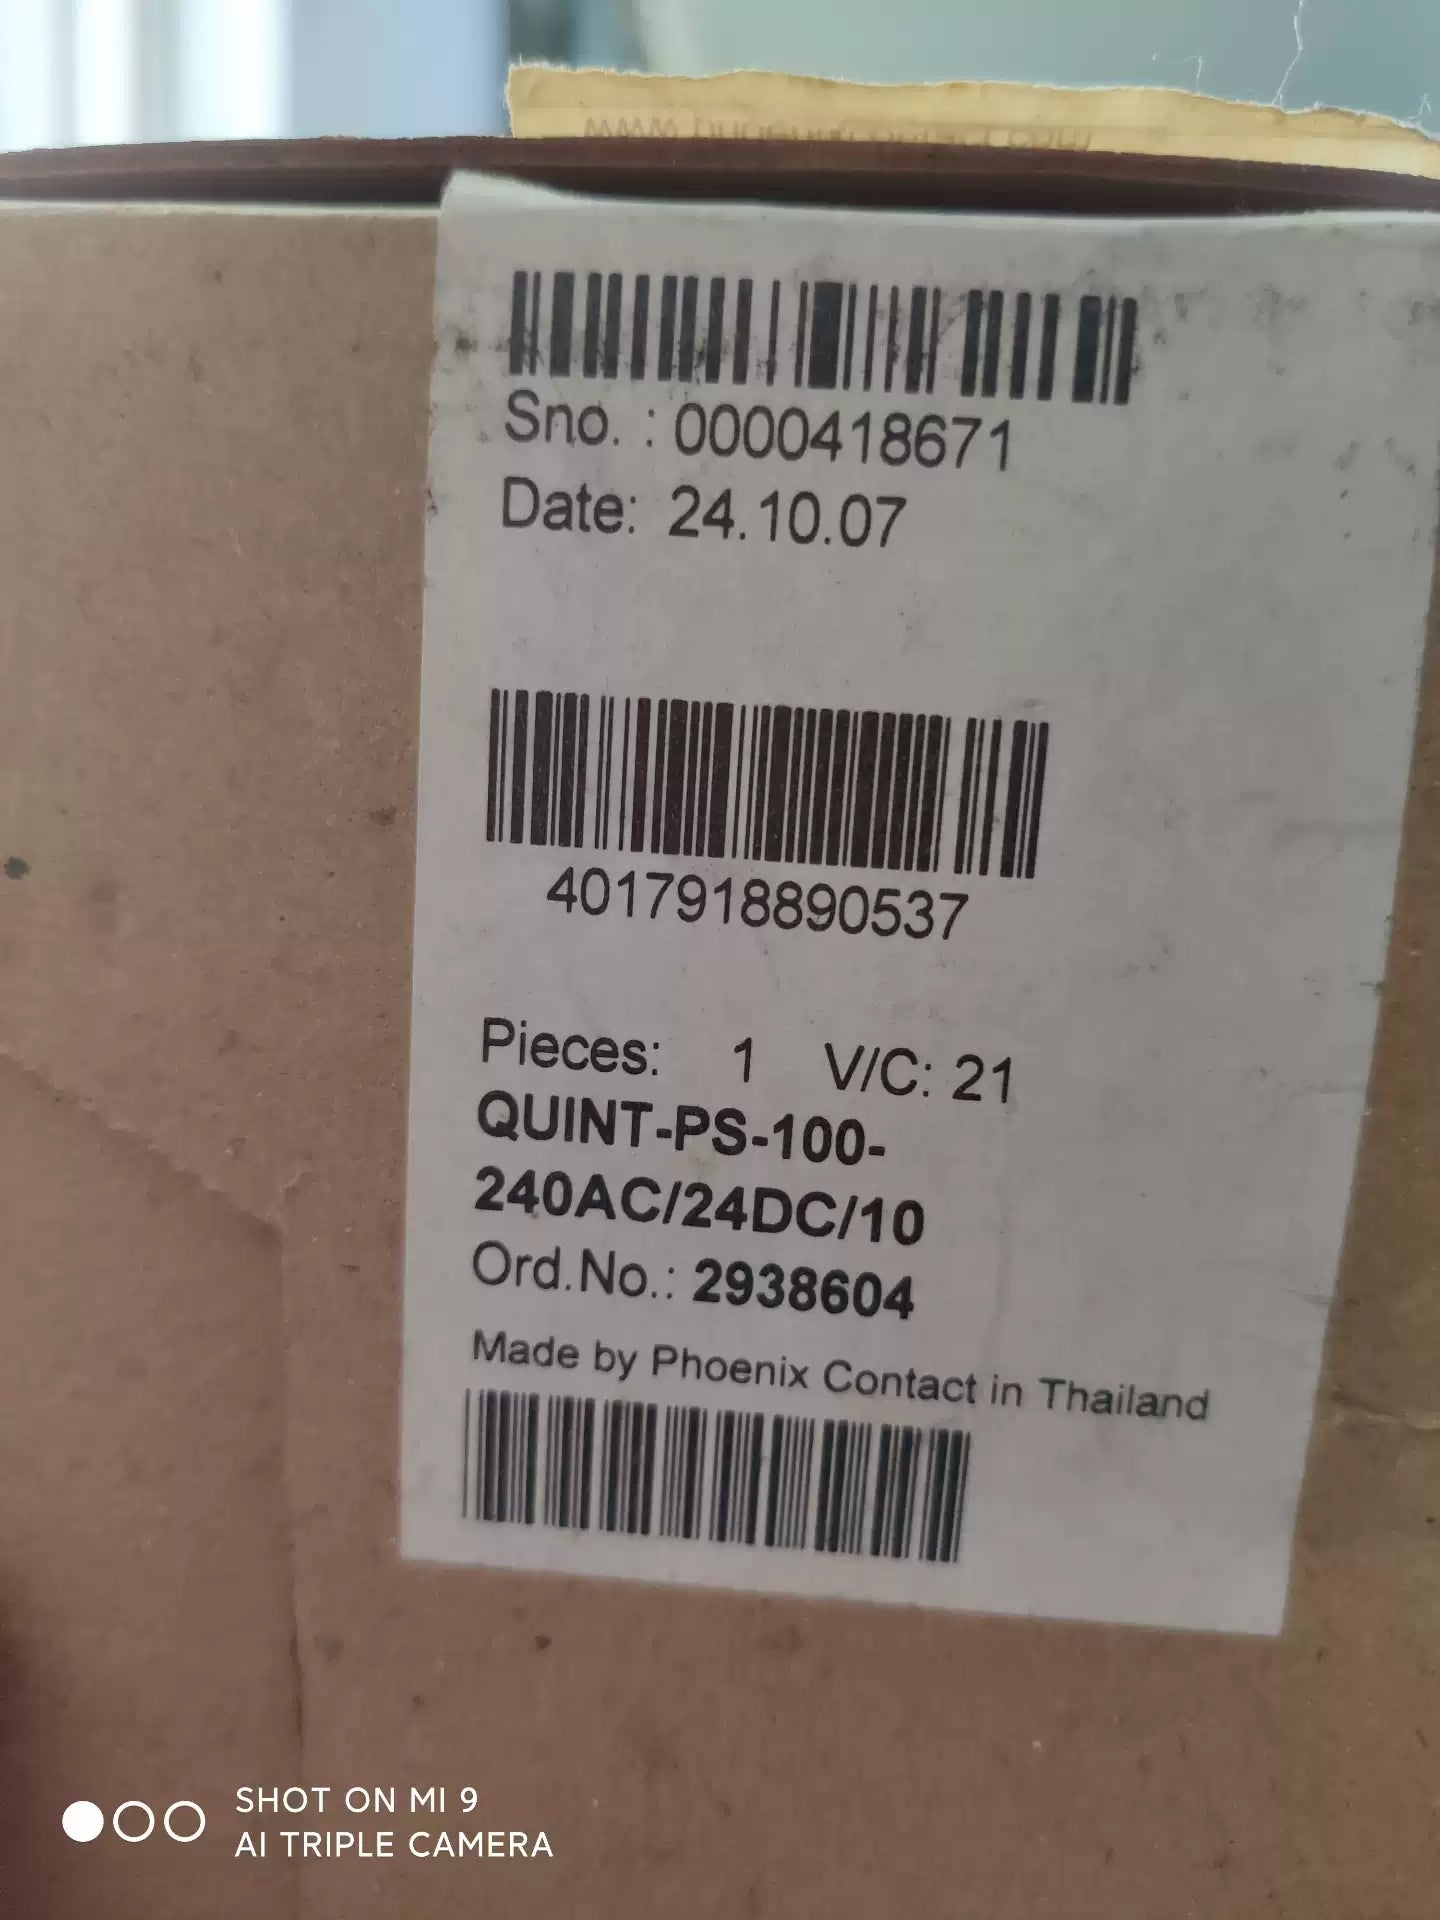 Sno. : 0000418671
Date: 24.10.07
4017918890537
Pieces: 1 V/C: 21
QUINT-PS-100-
240AC/24DC/10
Ord.No.: 2938604
Made by Phoenix Contact in Thailand
SHOT ON MI 9
AI TRIPLE CAMERA